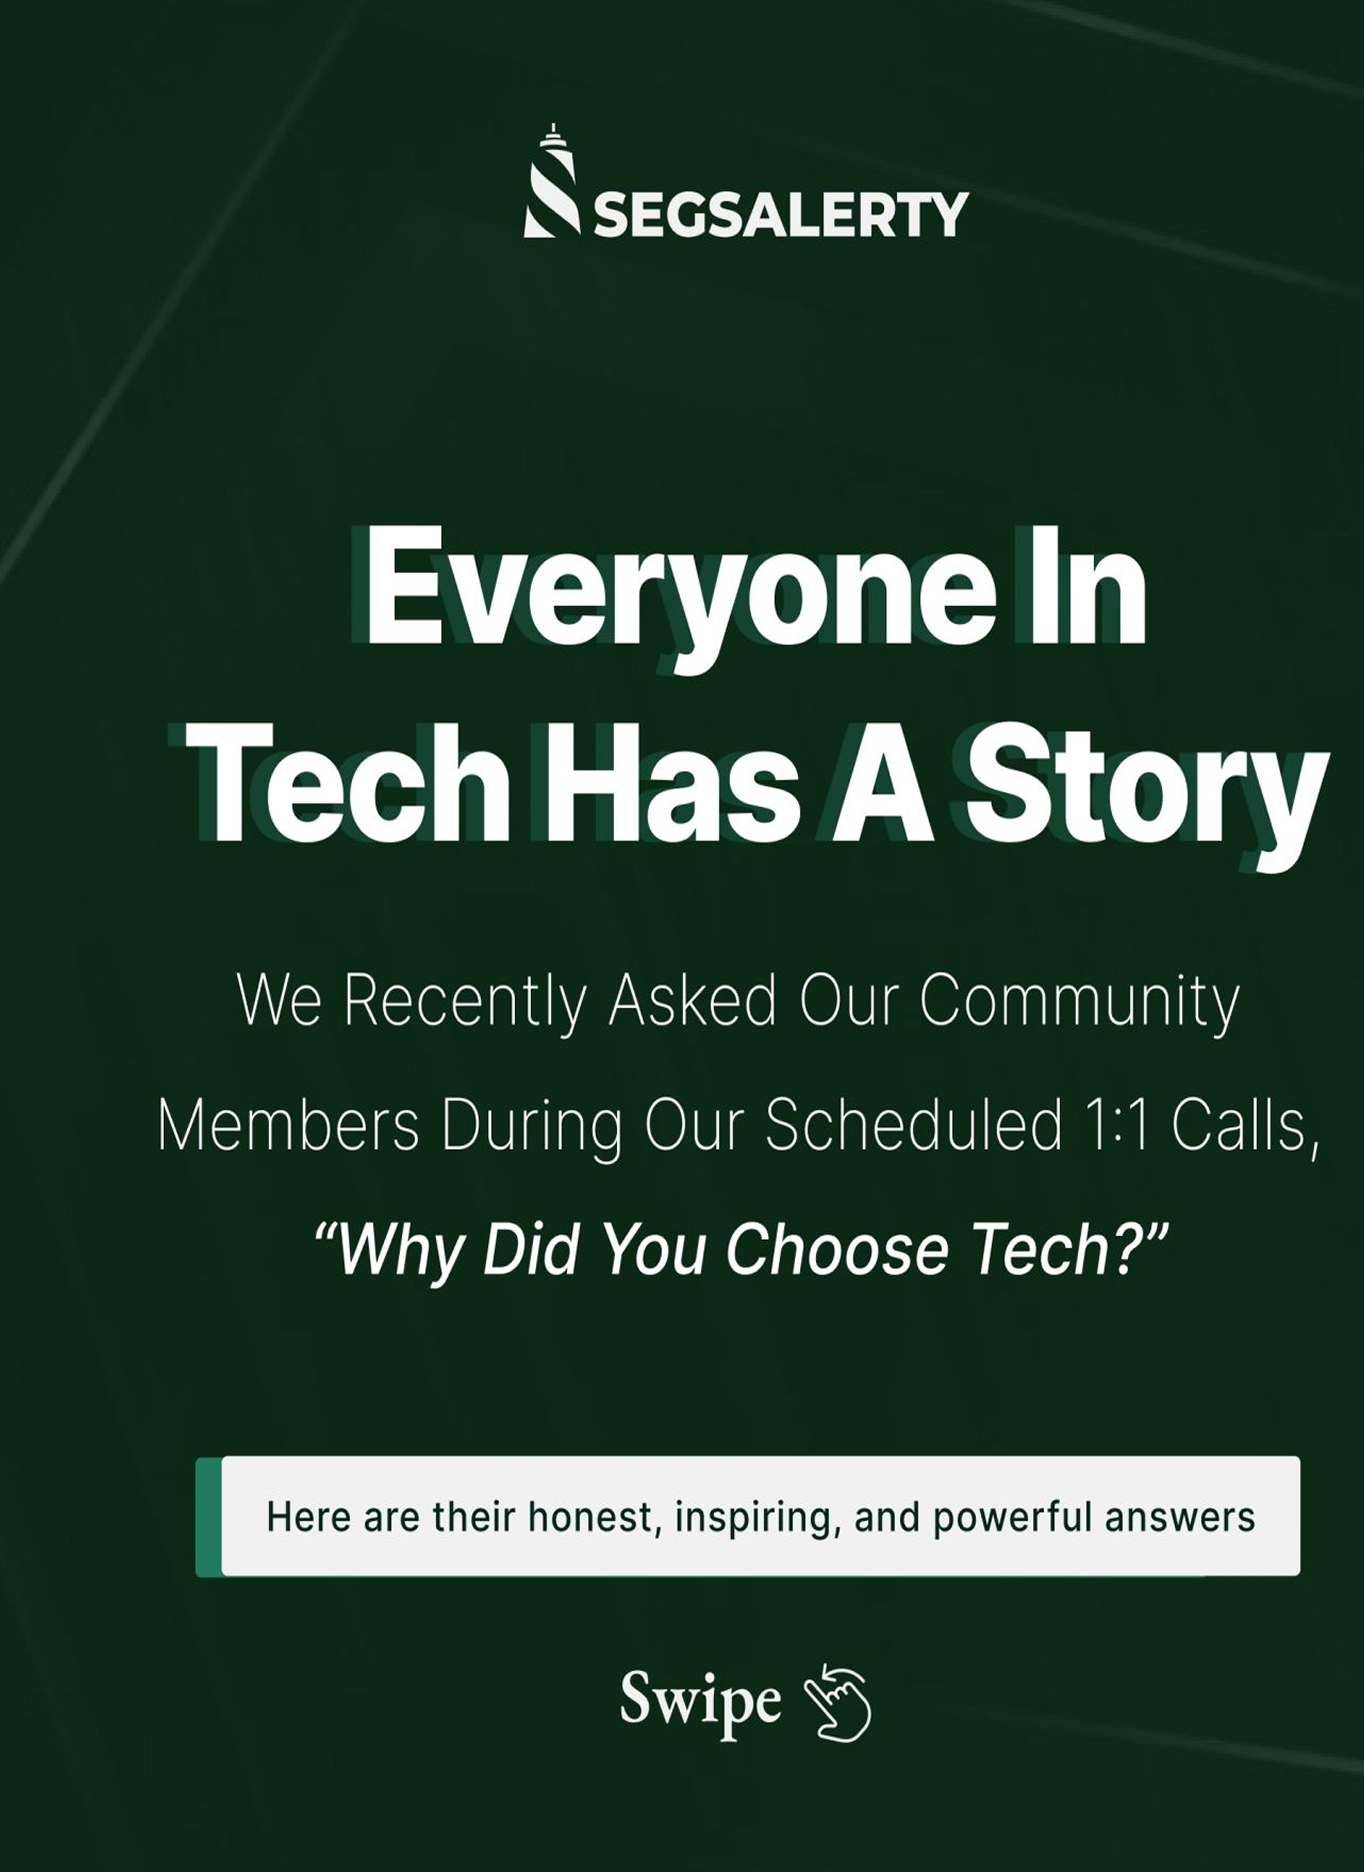 SEGSALERTY
Everyone In
Tech Has A Story
We Recently Asked Our Community
Members During Our Scheduled 1:1 Calls,
“Why Did You Choose Tech?”
Here are their honest, inspiring, and powerful answers
Swipe